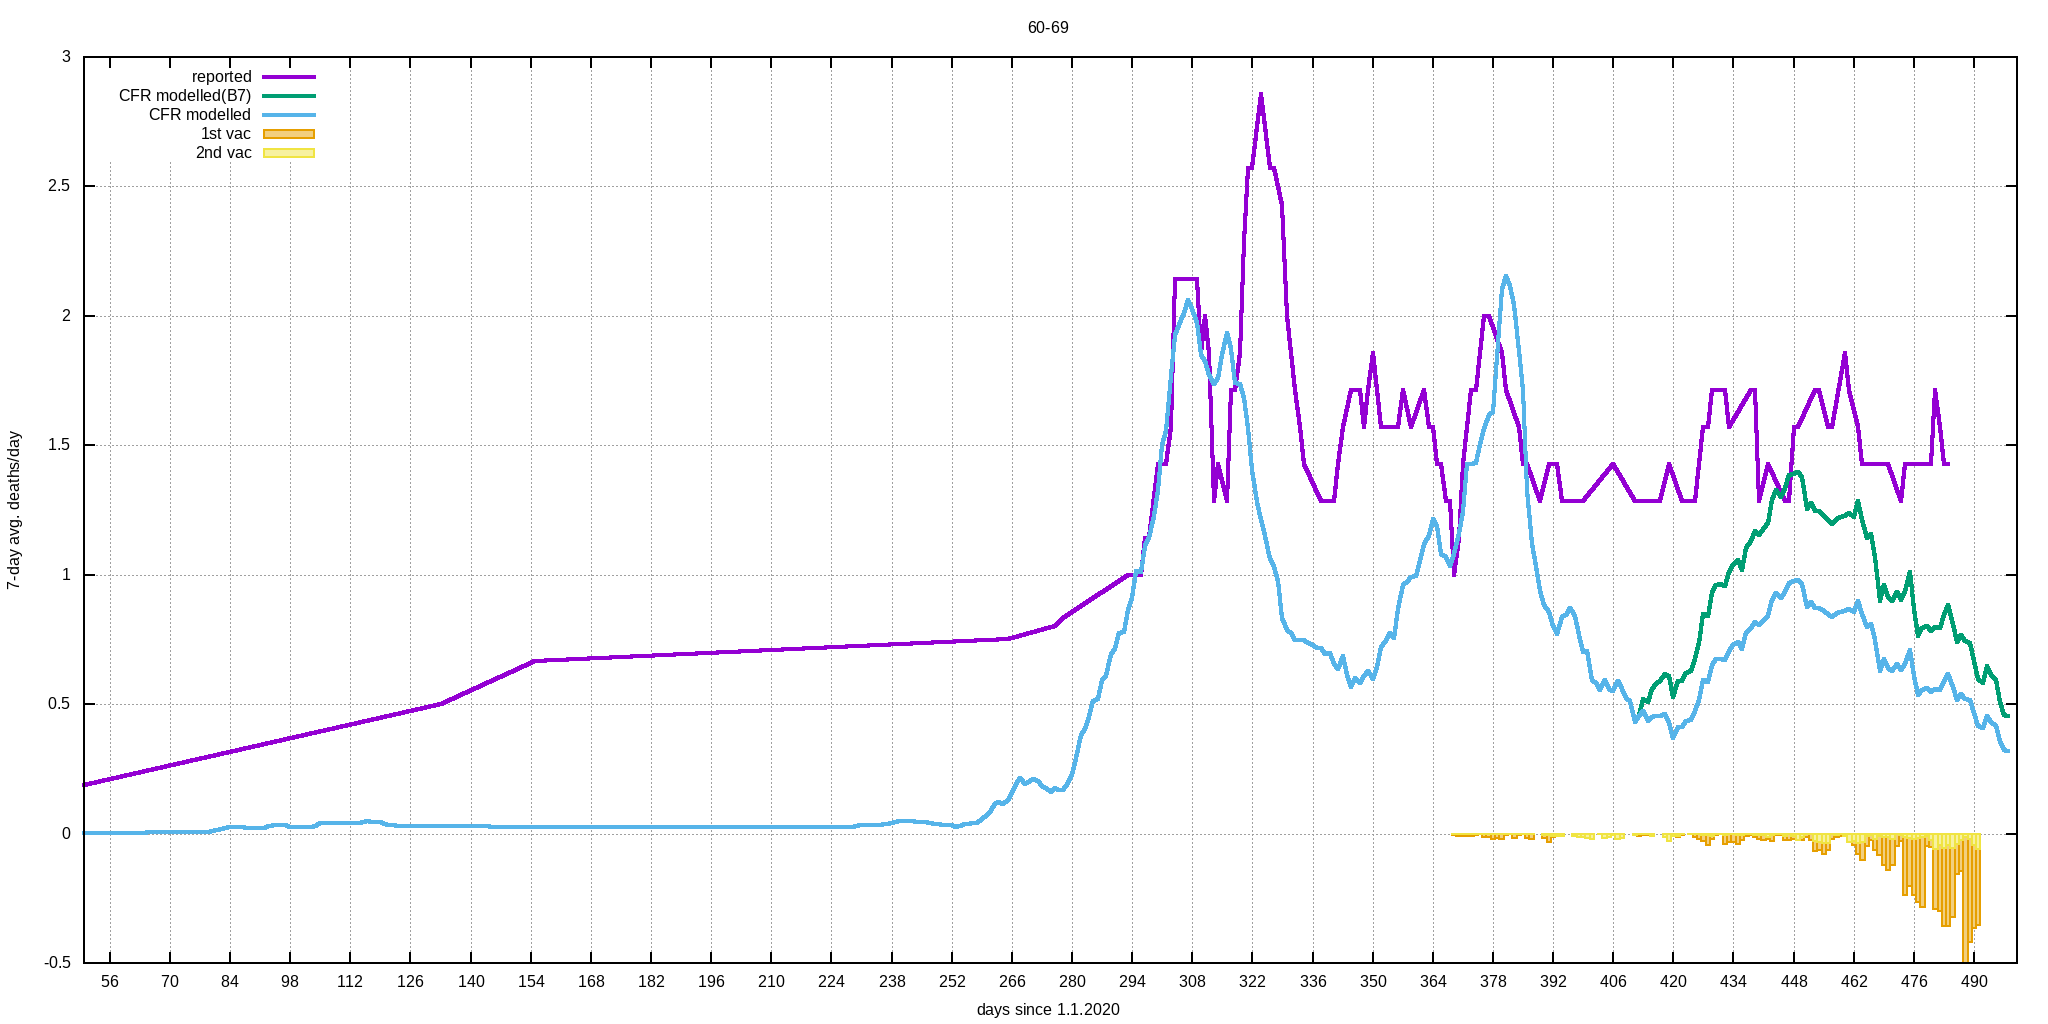 60-69
reported
CFR modelled(B7)
CFR modelled
1st vac
2nd vac
3
2.5
2
1.5
1
0.5
0
-0.5
7-day avg. deaths/day
56 70 84 98 112 126 140 154 168 182 196 210 224 238 252 266 280 294 308 322 336 350 364 378 392 406 420 434 448 462 476 490
days since 1.1.2020